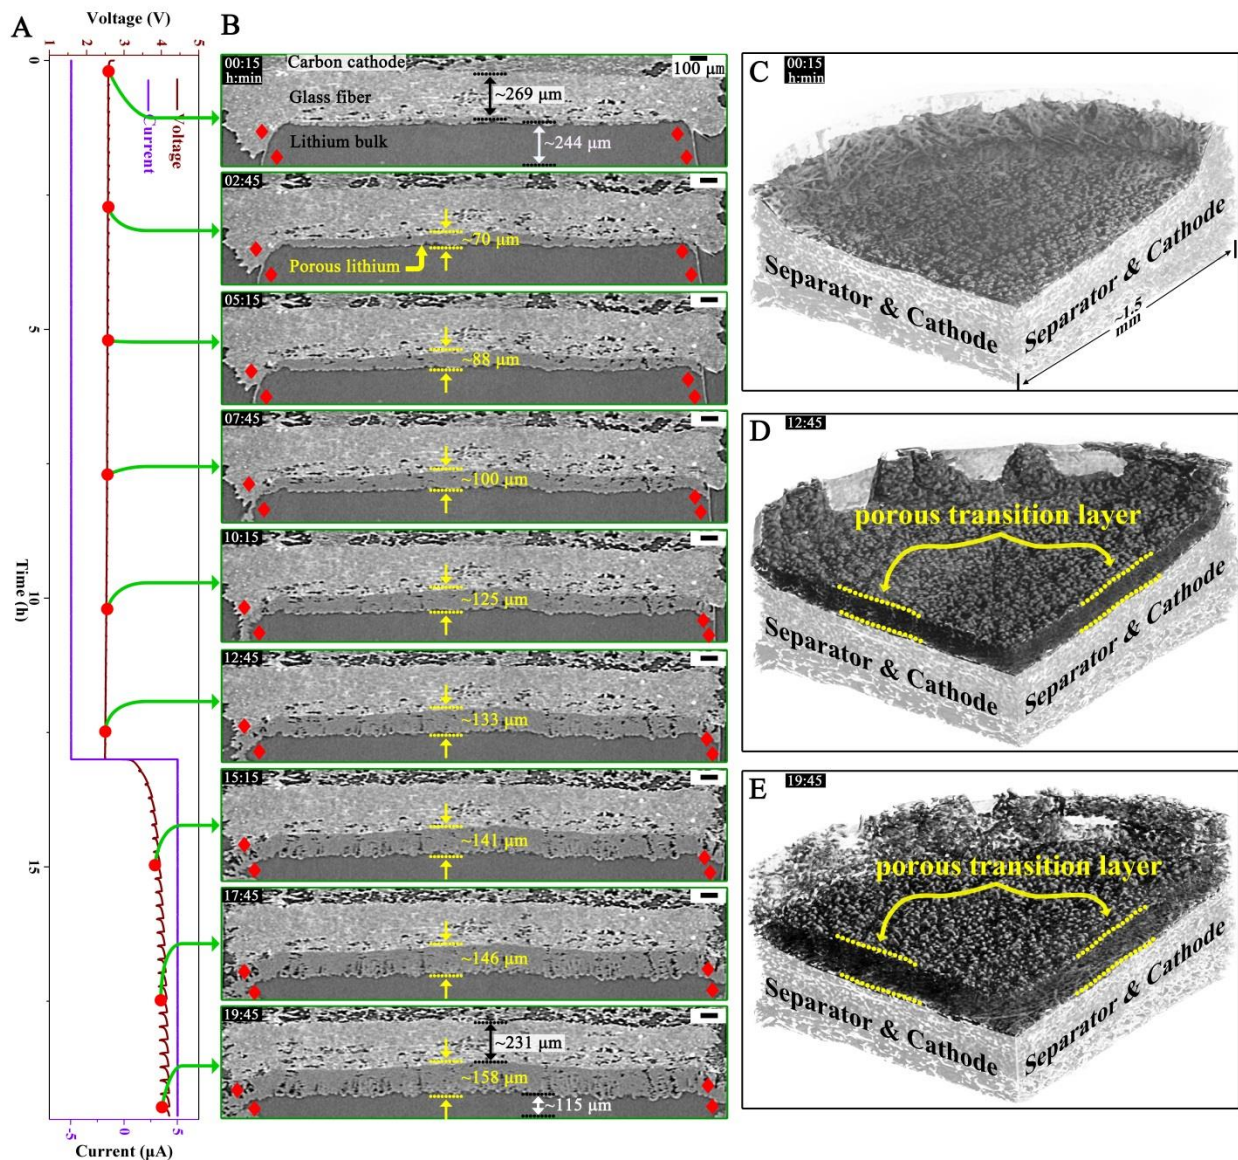 A
Voltage (V)
1 2 3 4 5
0
5
10
15
Time (h)
Voltage
Current
-5 0 5
Current (µA)
B
00:15
h:min
Carbon cathode
100 µm
Glass fiber
~269 µm
Lithium bulk
~244 µm
02:45
~70 µm
Porous lithium
05:15
~88 µm
07:45
~100 µm
10:15
~125 µm
12:45
~133 µm
15:15
~141 µm
17:45
~146 µm
19:45
~231 µm
~158 µm
~115 µm
C
00:15
h:min
Separator & Cathode
Separator & Cathode
~1.5
mm
D
12:45
porous transition layer
Separator & Cathode
Separator & Cathode
E
19:45
porous transition layer
Separator & Cathode
Separator & Cathode